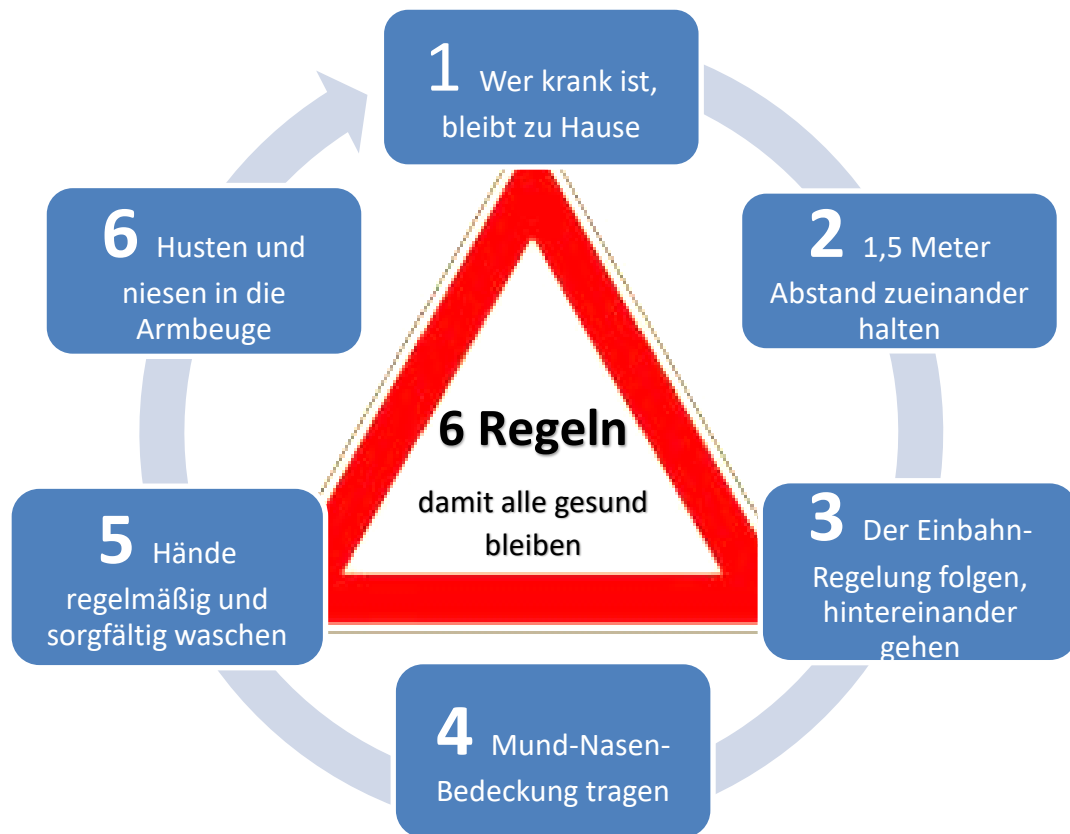 1 Wer krank ist,
bleibt zu Hause
2 1,5 Meter
Abstand zueinander
halten
3 Der Einbahn-
Regelung folgen,
hintereinander
gehen
4 Mund-Nasen-
Bedeckung tragen
5 Hände
regelmäßig und
sorgfältig waschen
6 Husten und
niesen in die
Armbeuge
6 Regeln
damit alle gesund
bleiben